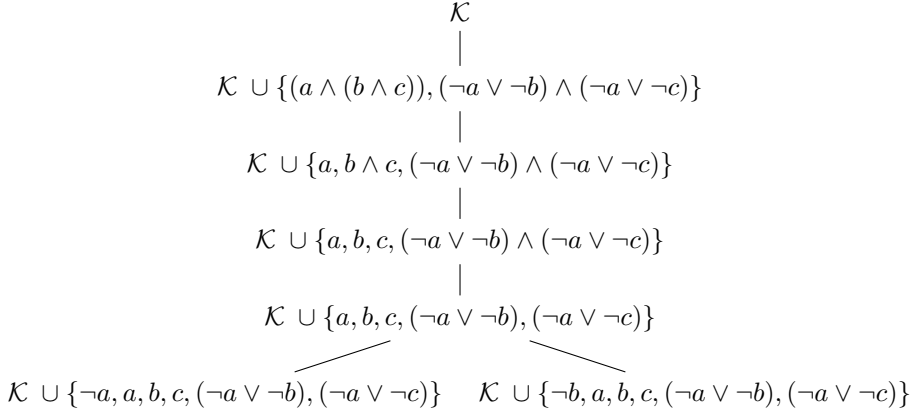 𝒦
𝒦 ∪ {(a ∧ (b ∧ c)), (¬a ∨ ¬b) ∧ (¬a ∨ ¬c)}
𝒦 ∪ {a, b ∧ c, (¬a ∨ ¬b) ∧ (¬a ∨ ¬c)}
𝒦 ∪ {a, b, c, (¬a ∨ ¬b) ∧ (¬a ∨ ¬c)}
𝒦 ∪ {a, b, c, (¬a ∨ ¬b), (¬a ∨ ¬c)}
𝒦 ∪ {¬a, a, b, c, (¬a ∨ ¬b), (¬a ∨ ¬c)} 𝒦 ∪ {¬b, a, b, c, (¬a ∨ ¬b), (¬a ∨ ¬c)}